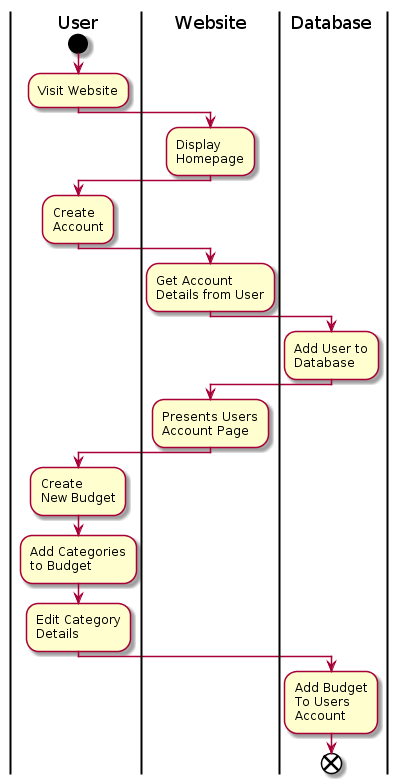 User Website Database
Visit Website
Display
Homepage
Create
Account
Get Account
Details from User
Add User to
Database
Presents Users
Account Page
Create
New Budget
Add Categories
to Budget
Edit Category
Details
Add Budget
To Users
Account